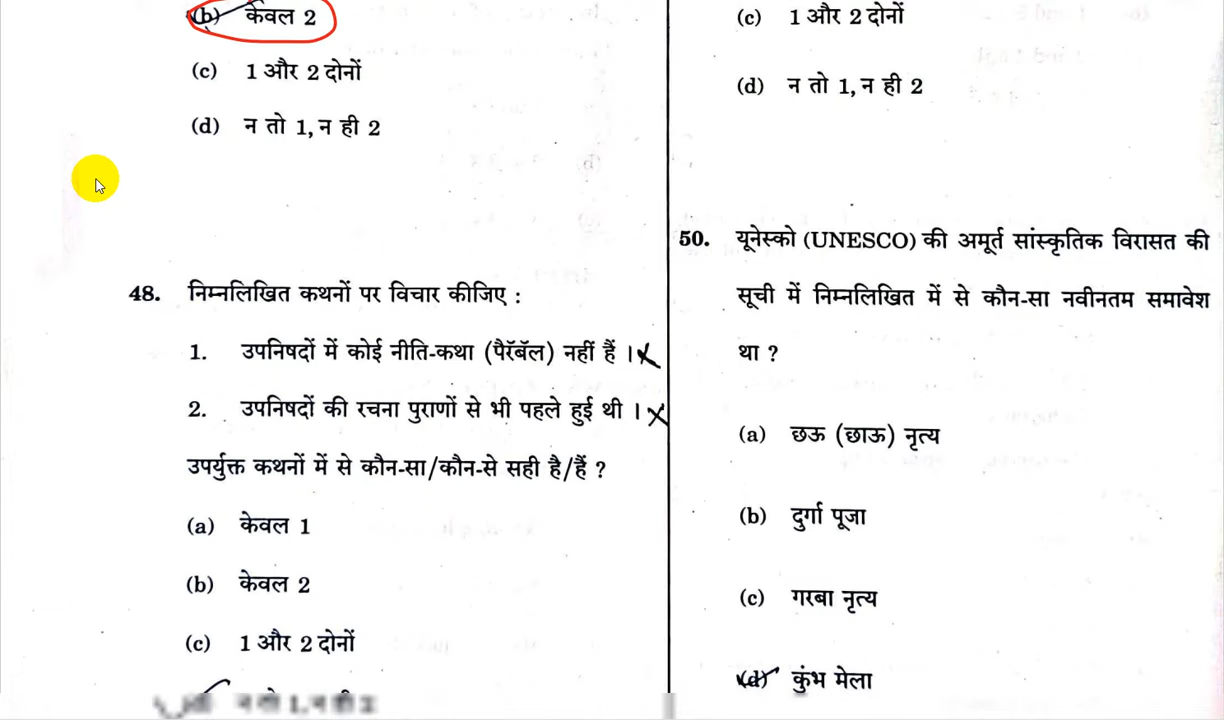 (b) केवल 2
(c) 1 और 2 दोनों
(d) न तो 1, न ही 2
48. निम्नलिखित कथनों पर विचार कीजिए :
1. उपनिषदों में कोई नीति-कथा (पैरॅबॅल) नहीं हैं ।
2. उपनिषदों की रचना पुराणों से भी पहले हुई थी ।
उपर्युक्त कथनों में से कौन-सा/कौन-से सही है/हैं ?
(a) केवल 1
(b) केवल 2
(c) 1 और 2 दोनों
(c) 1 और 2 दोनों
(d) न तो 1, न ही 2
50. यूनेस्को (UNESCO) की अमूर्त सांस्कृतिक विरासत की
सूची में निम्नलिखित में से कौन-सा नवीनतम समावेश
था ?
(a) छऊ (छाऊ) नृत्य
(b) दुर्गा पूजा
(c) गरबा नृत्य
(d) कुंभ मेला